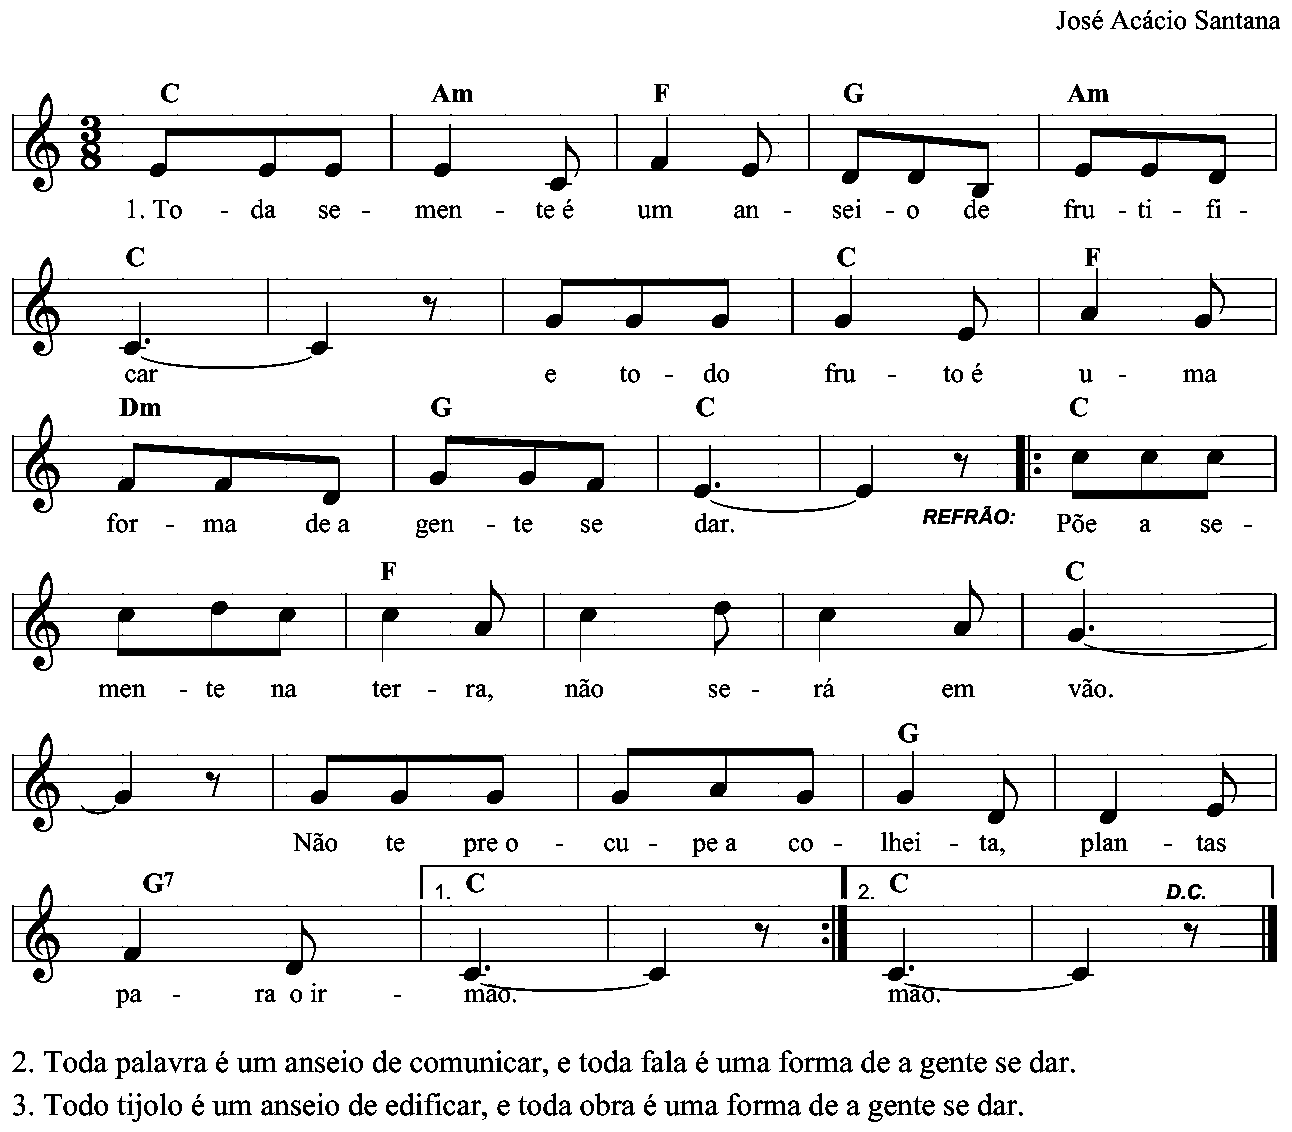 José Acácio Santana
C Am F G Am
3
8
1. To - da se - men - te é um an - sei - o de fru - ti - fi -
C C F
car e to - do fru - to é u - ma
Dm G C C
for - ma de a gen - te se dar. REFRÃO: Põe a se -
F C
men - te na ter - ra, não se - rá em vão.
G
Não te pre o - cu - pe a co - lhei - ta, plan - tas
G7 1. C 2. C D.C.
pa - ra o ir - mão. mão.
2. Toda palavra é um anseio de comunicar, e toda fala é uma forma de a gente se dar.
3. Todo tijolo é um anseio de edificar, e toda obra é uma forma de a gente se dar.